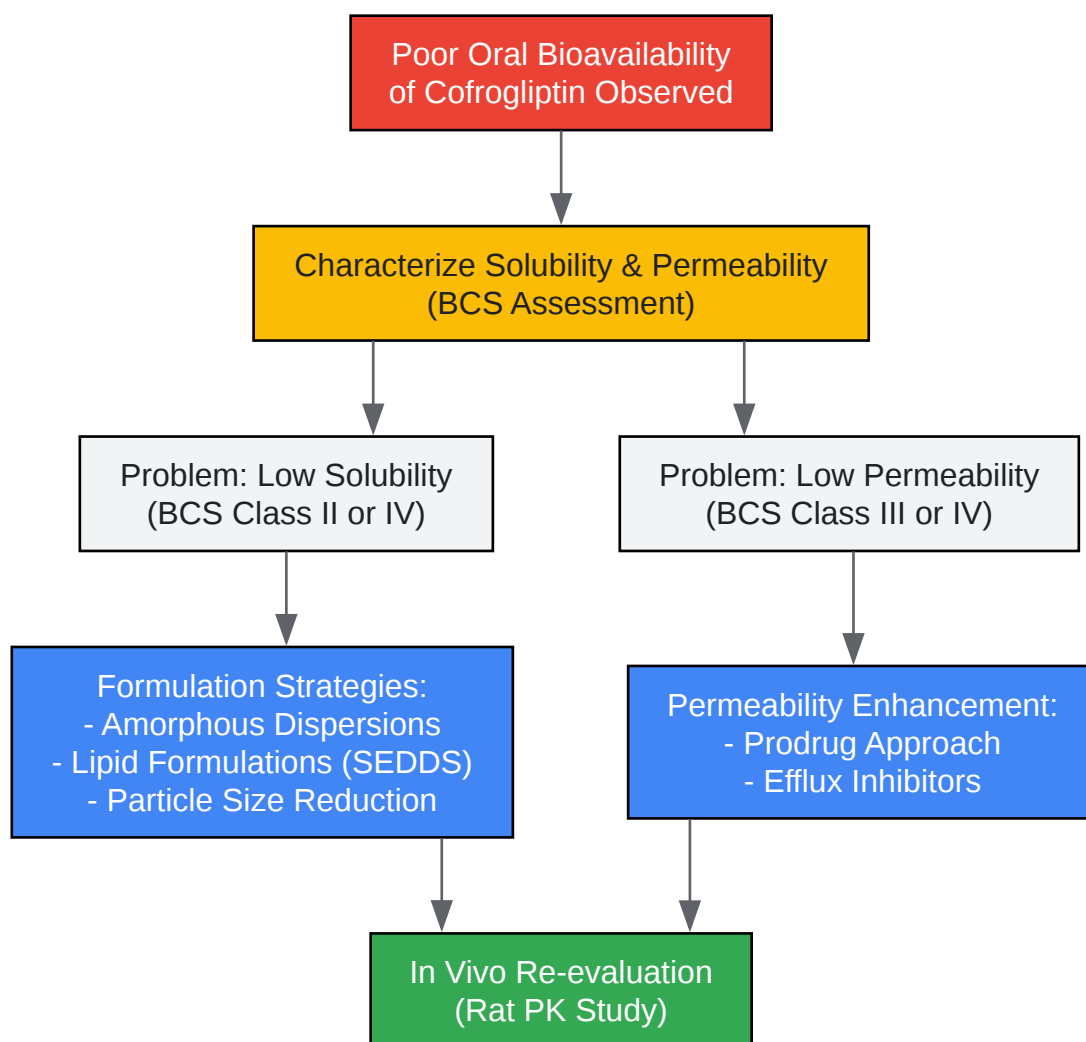 Poor Oral Bioavailability
of Cofrogliptin Observed
Characterize Solubility & Permeability
(BCS Assessment)
Problem: Low Solubility
(BCS Class II or IV)
Problem: Low Permeability
(BCS Class III or IV)
Formulation Strategies:
- Amorphous Dispersions
- Lipid Formulations (SEDDS)
- Particle Size Reduction
Permeability Enhancement:
- Prodrug Approach
- Efflux Inhibitors
In Vivo Re-evaluation
(Rat PK Study)